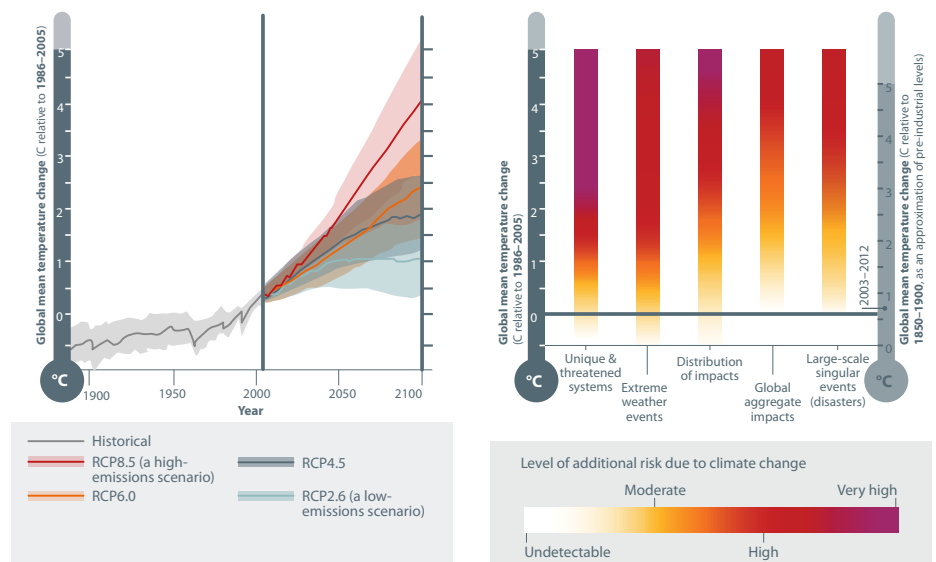 Global mean temperature change (C relative to 1986–2005)
5
4
3
2
1
0
°C
1900
1950
2000
2050
2100
Year
Historical
RCP8.5 (a high-
emissions scenario)
RCP6.0
RCP4.5
RCP2.6 (a low-
emissions scenario)
Global mean temperature change
(C relative to 1986–2005)
5
4
3
2
1
0
°C
Unique &
threatened
systems
Extreme
weather
events
Distribution
of impacts
Global
aggregate
impacts
Large-scale
singular
events
(disasters)
2003–2012
5
4
3
2
1
0
°C
Global mean temperature change (C relative to
1850–1900, as an approximation of pre-industrial levels)
Level of additional risk due to climate change
Moderate
Very high
Undetectable
High